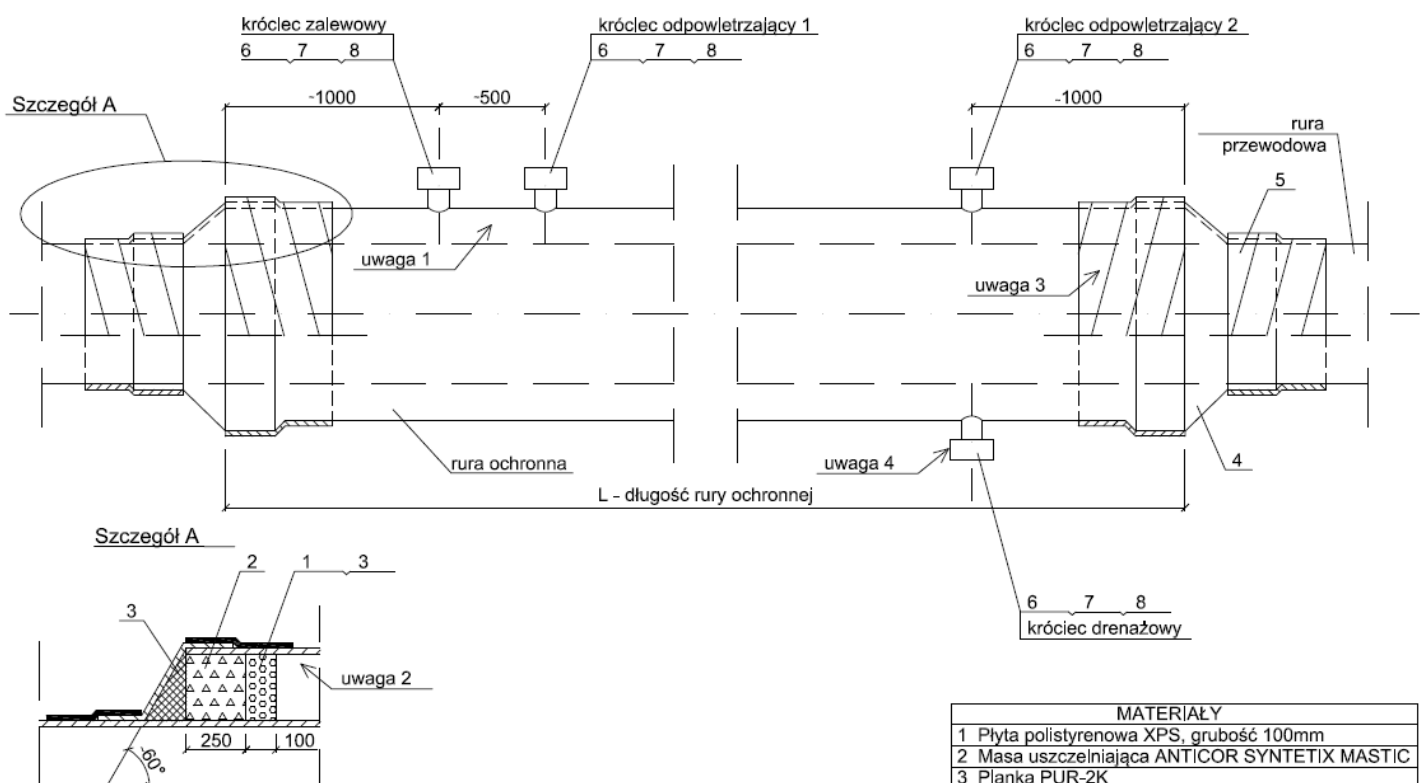 króciec zalewowy
6 7 8
króciec odpowietrzający 1
6 7 8
króciec odpowietrzający 2
6 7 8
Szczegół A
~1000
~500
~1000
rura
przewodowa
5
uwaga 1
uwaga 3
rura ochronna
uwaga 4
4
L - długość rury ochronnej
Szczegół A
2
1 3
3
uwaga 2
250
100
~60°
6 7 8
króciec drenażowy
MATERIAŁY
1 Płyta polistyrenowa XPS, grubość 100mm
2 Masa uszczelniająca ANTICOR SYNTETIX MASTIC
3 Pianka PUR-2K